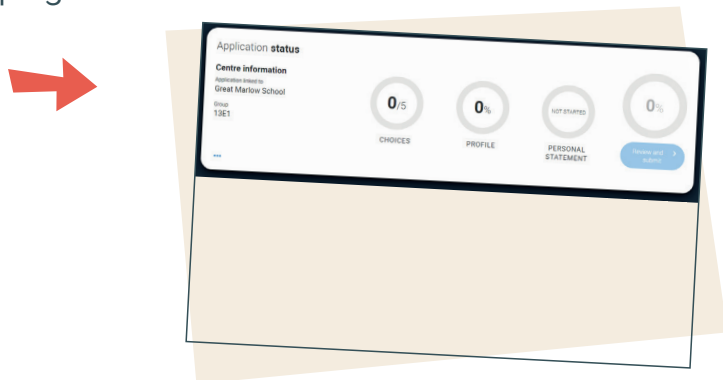 Application status
Centre information
Application linked to
Great Marlow School
Group
13E1
0/5
CHOICES
0%
PROFILE
NOT STARTED
PERSONAL
STATEMENT
0%
Review and
submit